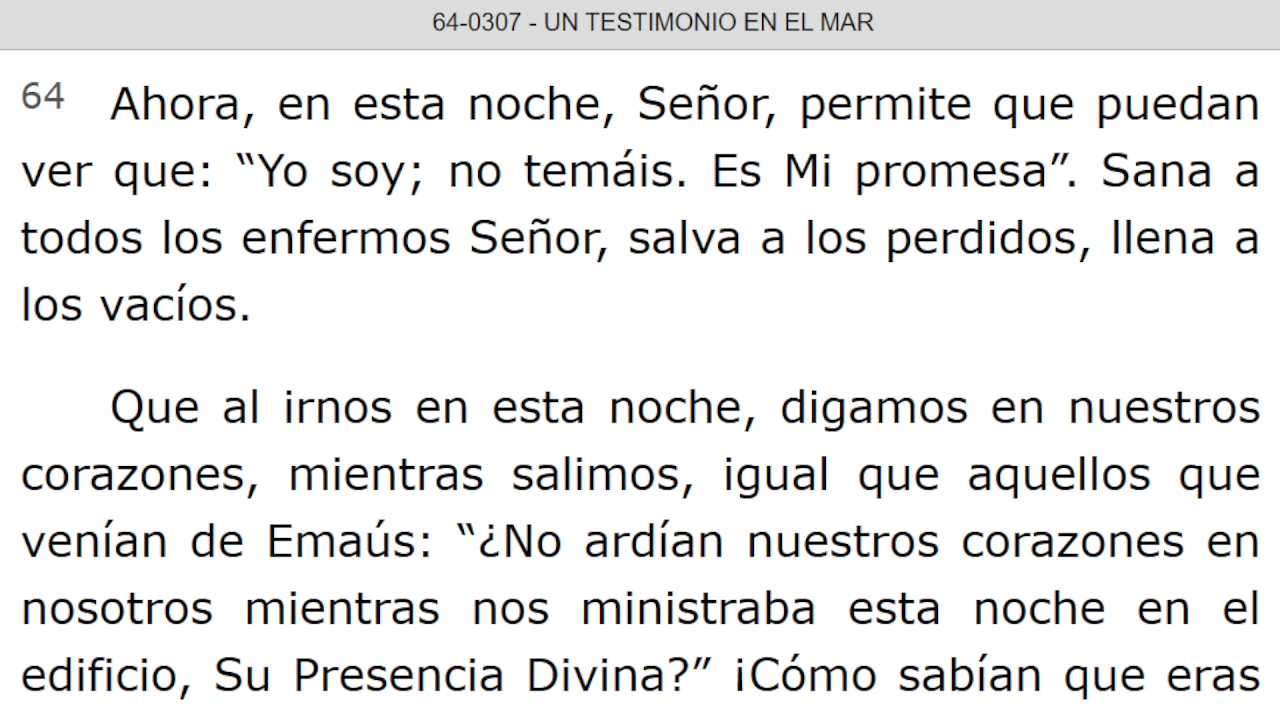 64-0307 - UN TESTIMONIO EN EL MAR
64 Ahora, en esta noche, Señor, permite que puedan
ver que: “Yo soy; no temáis. Es Mi promesa”. Sana a
todos los enfermos Señor, salva a los perdidos, llena a
los vacíos.
Que al irnos en esta noche, digamos en nuestros
corazones, mientras salimos, igual que aquellos que
venían de Emaús: “¿No ardían nuestros corazones en
nosotros mientras nos ministraba esta noche en el
edificio, Su Presencia Divina?” ¡Cómo sabían que eras